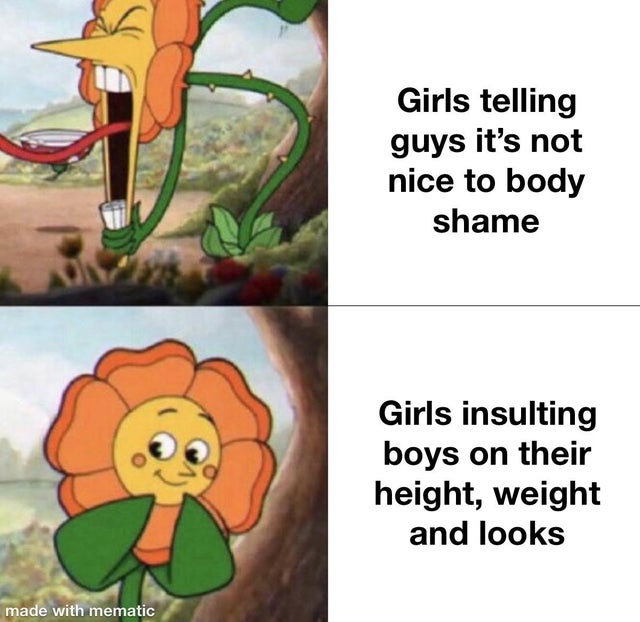 Girls telling
guys it’s not
nice to body
shame
Girls insulting
boys on their
height, weight
and looks
made with mematic